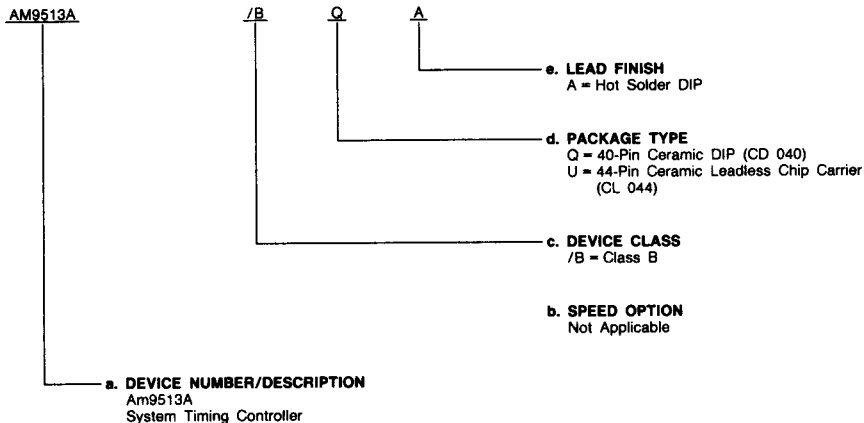 AM9513A /B Q A
e. LEAD FINISH
A = Hot Solder DIP
d. PACKAGE TYPE
Q = 40-Pin Ceramic DIP (CD 040)
U = 44-Pin Ceramic Leadless Chip Carrier
(CL 044)
c. DEVICE CLASS
/B = Class B
b. SPEED OPTION
Not Applicable
a. DEVICE NUMBER/DESCRIPTION
Am9513A
System Timing Controller